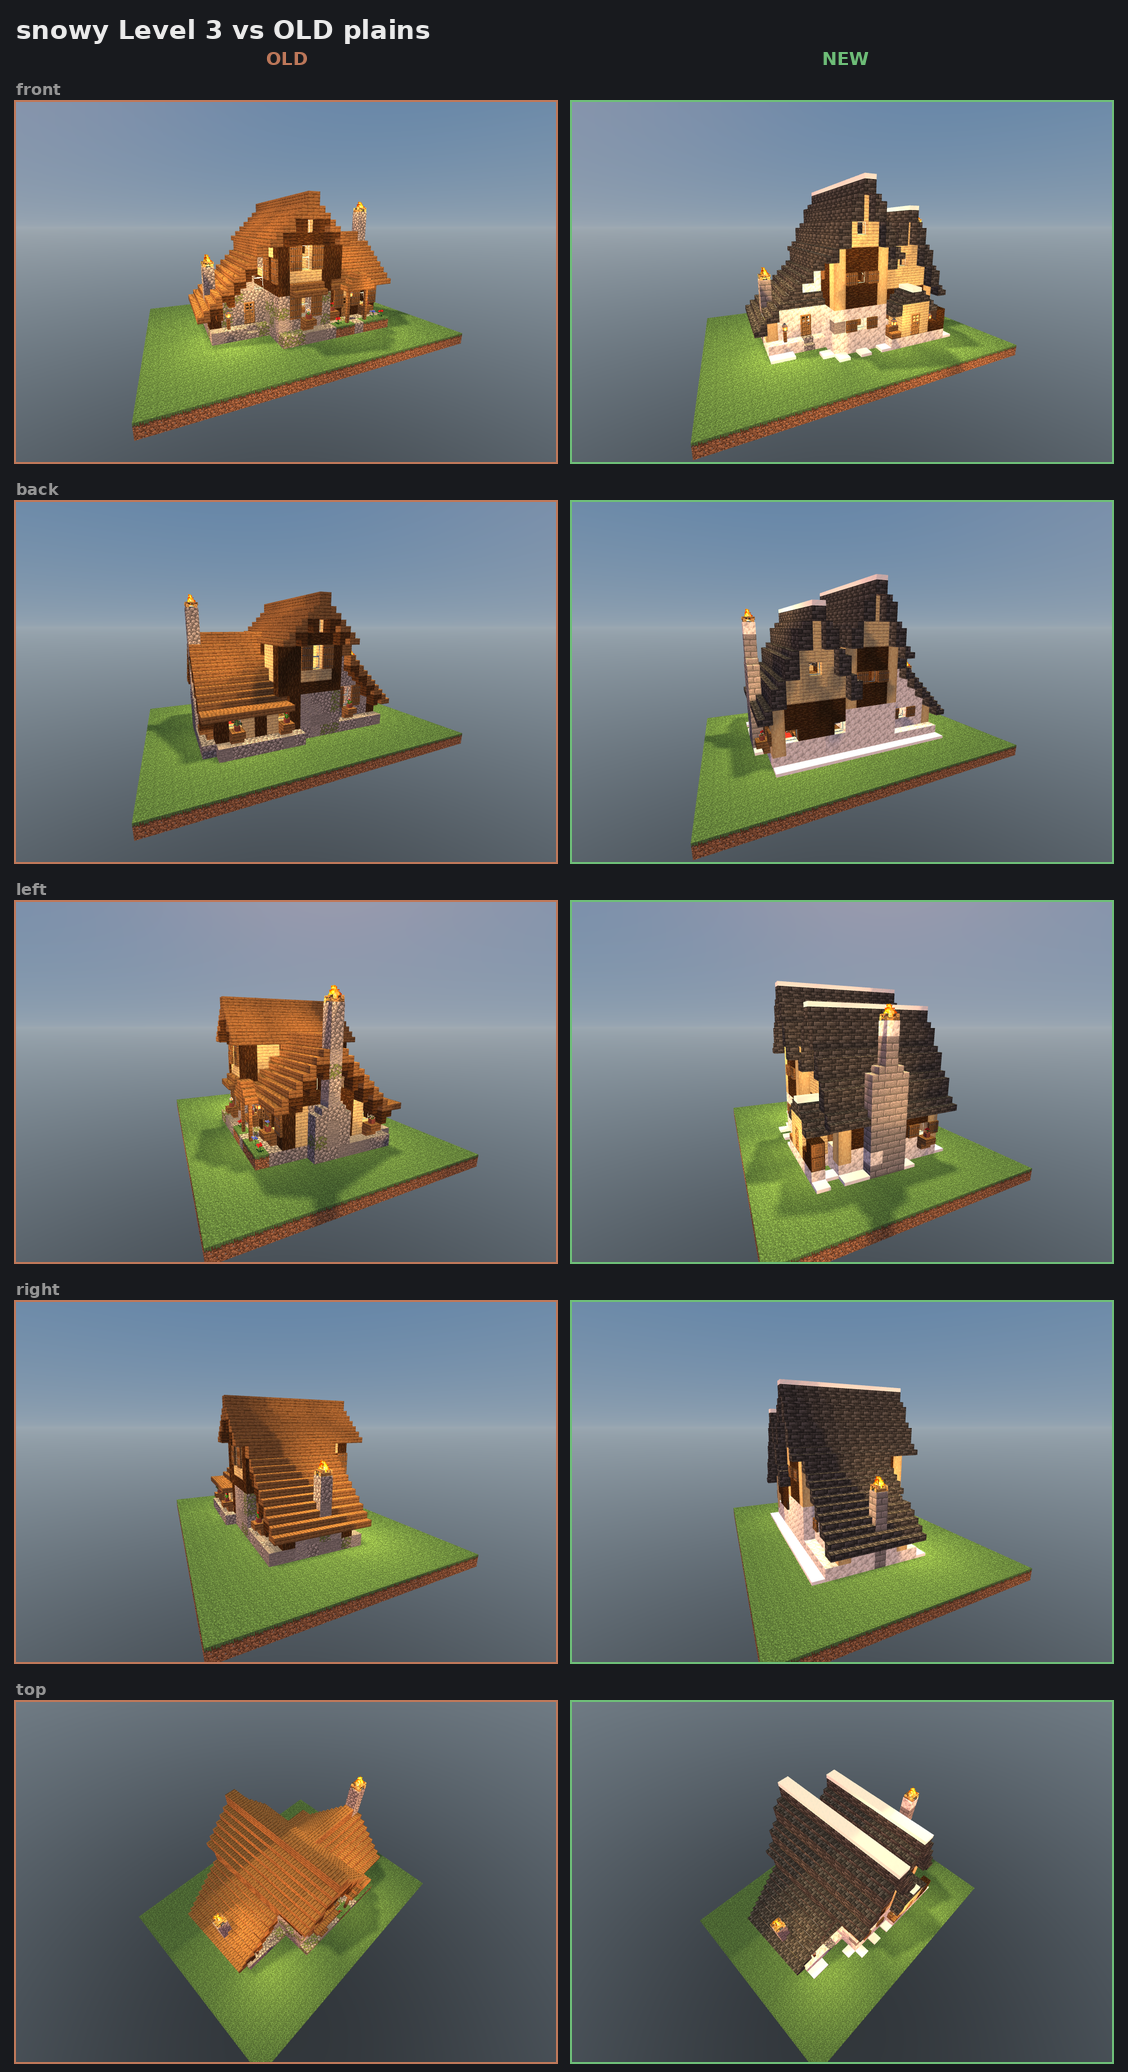 snowy Level 3 vs OLD plains
OLD NEW
front
back
left
right
top